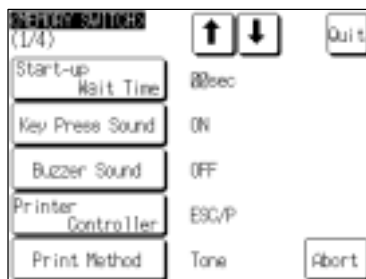 <MEMORY SWITCH>
(1/4)
↑ ↓ Quit
Start-up
Wait Time
00sec
Key Press Sound ON
Buzzer Sound OFF
Printer
Controller
ESC/P
Print Method Tone
Abort